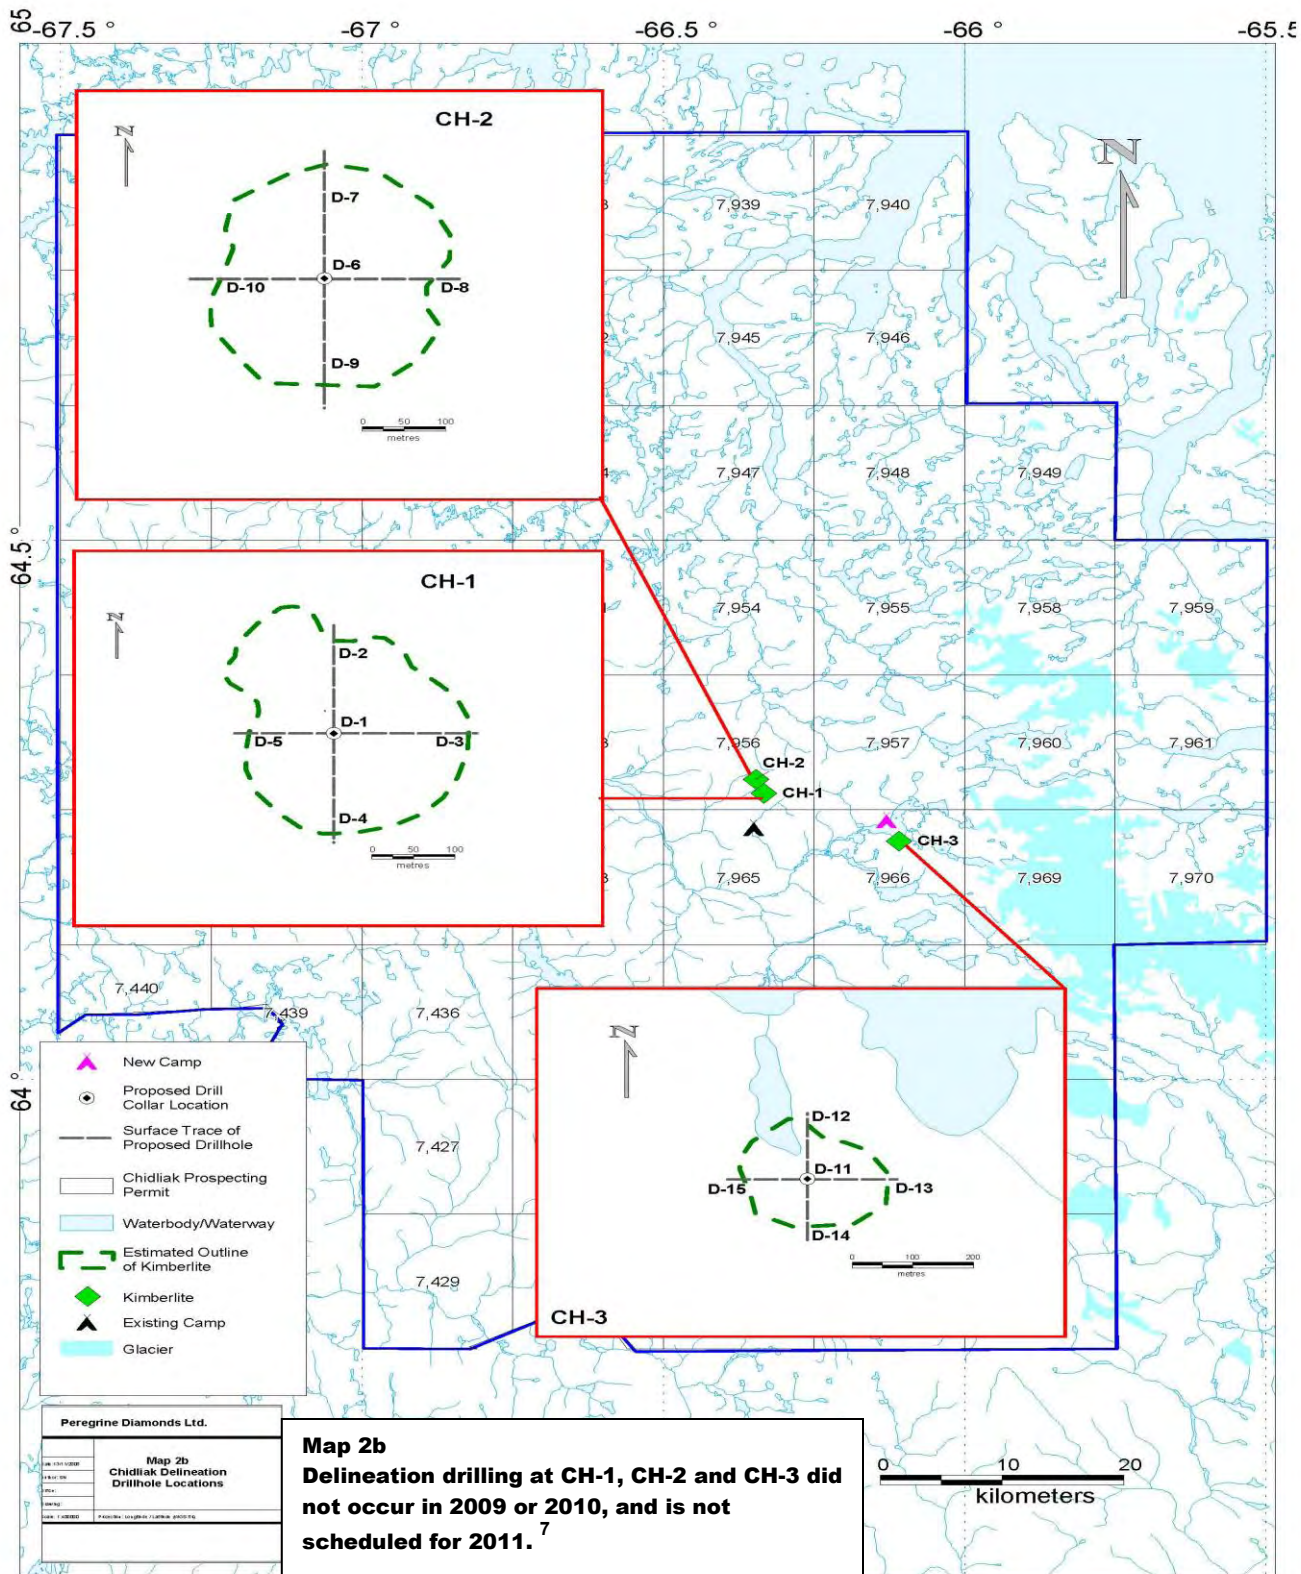 -67.5 ° -67 ° -66.5 ° -66 °
65
64.5 °
64 °
CH-2
N
D-7
D-6
D-10
D-8
D-9
0 50 100
metres
CH-1
N
D-2
D-1
D-5
D-3
D-4
0 50 100
metres
N
7,939 7,940
7,945 7,946
7,947 7,948 7,949
7,954 7,955 7,958 7,959
7,956 7,957 7,960 7,961
CH-2
CH-1
CH-3
7,965 7,966 7,969 7,970
7,440
7,439 7,436
7,427
7,429
N
D-12
D-11
D-15 D-13
D-14
0 100 200
metres
CH-3
New Camp
Proposed Drill
Collar Location
Surface Trace of
Proposed Drillhole
Chidliak Prospecting
Permit
Waterbody/Waterway
Estimated Outline
of Kimberlite
Kimberlite
Existing Camp
Glacier
Peregrine Diamonds Ltd.
Map 2b
Chidliak Delineation
Drillhole Locations
Map 2b
Delineation drilling at CH-1, CH-2 and CH-3 did
not occur in 2009 or 2010, and is not
scheduled for 2011. 7
0 10 20
kilometers